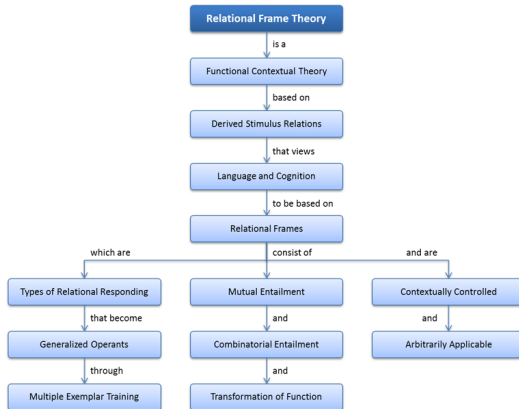 Relational Frame Theory
is a
Functional Contextual Theory
based on
Derived Stimulus Relations
that views
Language and Cognition
to be based on
Relational Frames
which are
consist of
and are
Types of Relational Responding
Mutual Entailment
Contextually Controlled
that become
and
and
Generalized Operants
Combinatorial Entailment
Arbitrarily Applicable
through
and
Multiple Exemplar Training
Transformation of Function